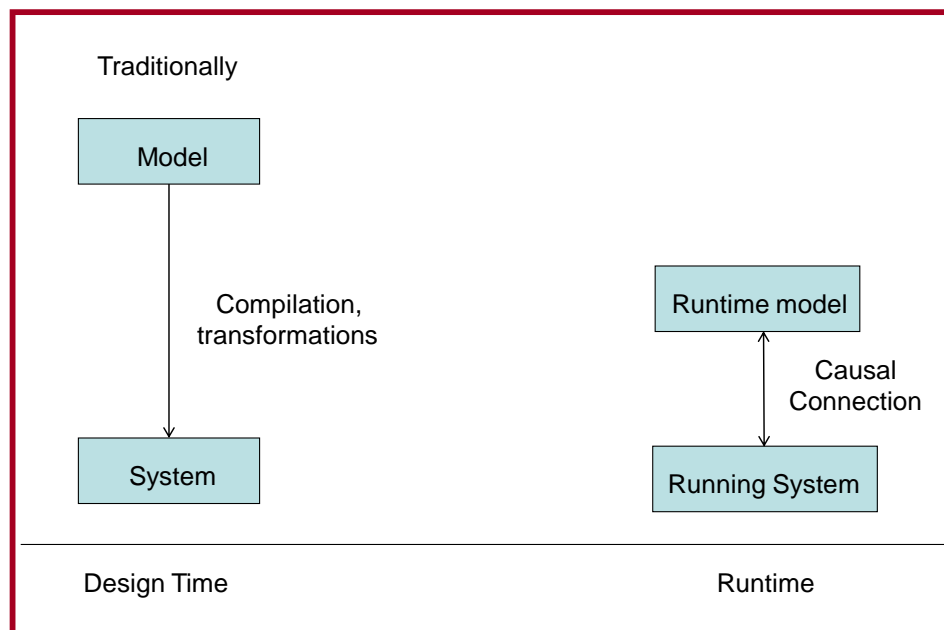 Traditionally
Model
Compilation,
transformations
System
Runtime model
Causal
Connection
Running System
Design Time
Runtime